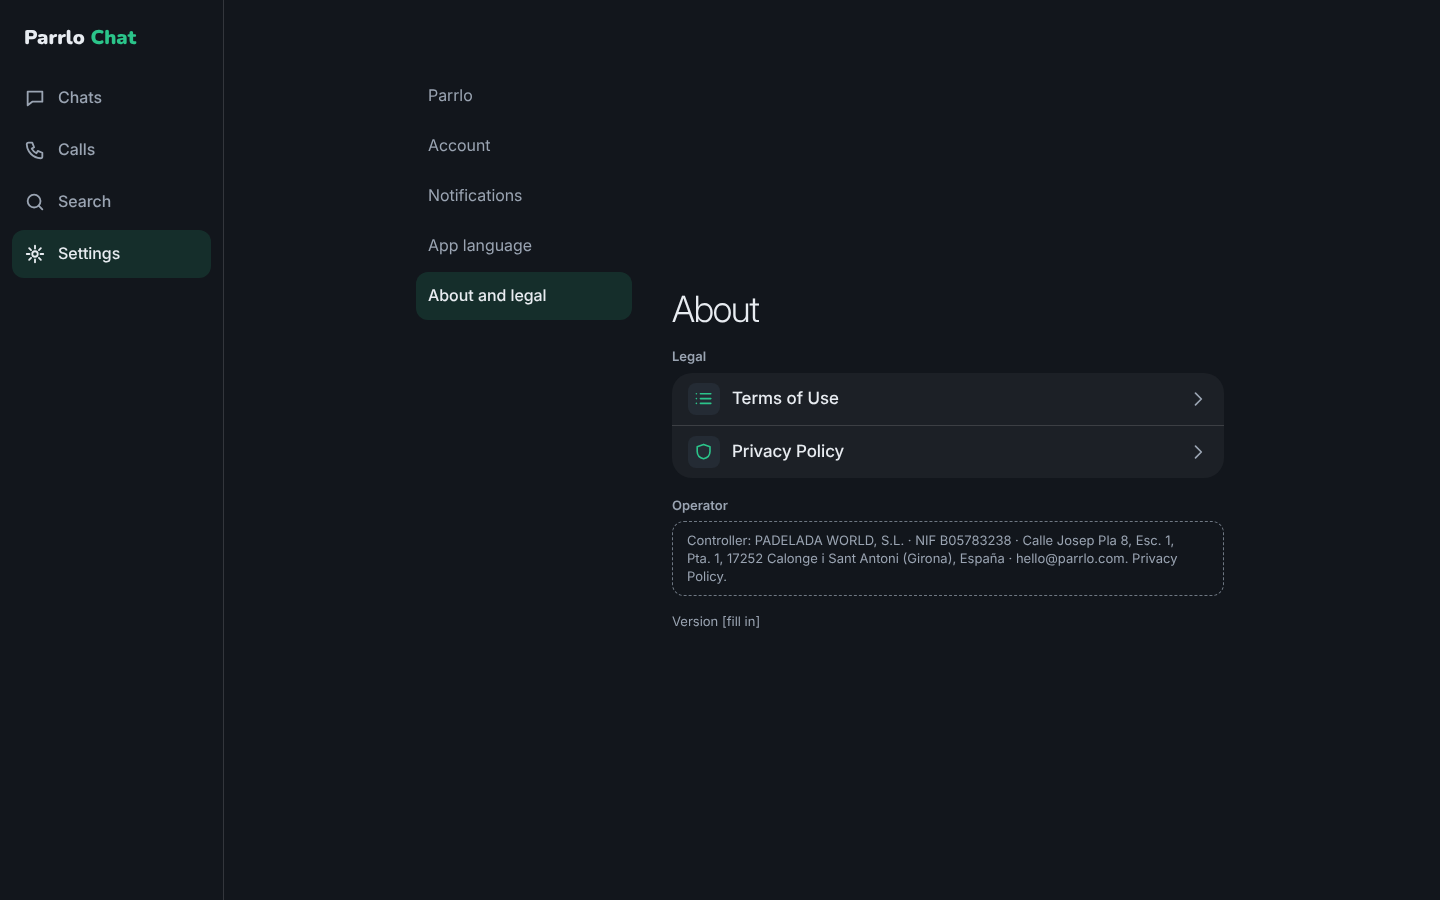 Parrlo Chat
Chats
Calls
Search
Settings
Parrlo
Account
Notifications
App language
About and legal
About
Legal
Terms of Use
Privacy Policy
Operator
Controller: PADELADA WORLD, S.L. · NIF B05783238 · Calle Josep Pla 8, Esc. 1,
Pta. 1, 17252 Calonge i Sant Antoni (Girona), España · hello@parrlo.com. Privacy
Policy.
Version [fill in]